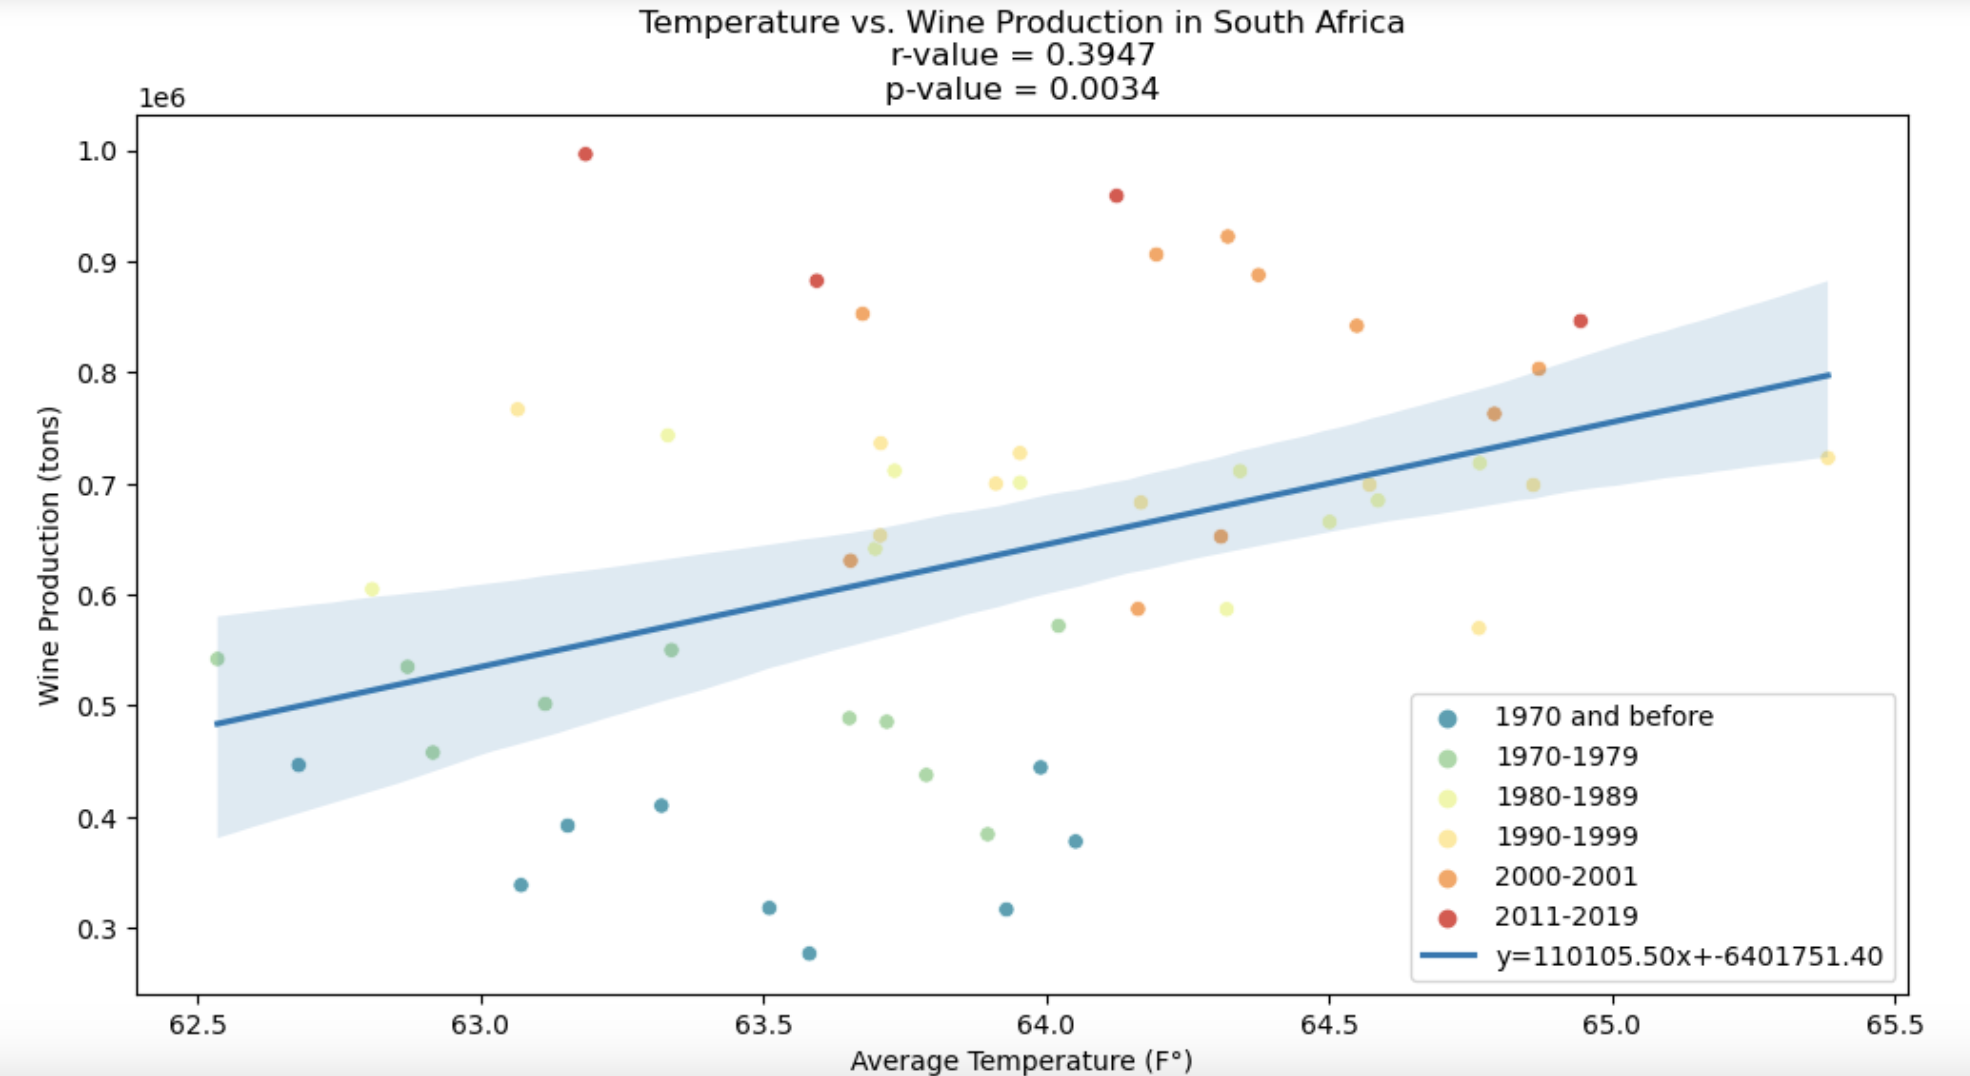 Temperature vs. Wine Production in South Africa
r-value = 0.3947
p-value = 0.0034
1e6
1.0
0.9
0.8
0.7
0.6
0.5
0.4
0.3
Wine Production (tons)
1970 and before
1970-1979
1980-1989
1990-1999
2000-2001
2011-2019
y=110105.50x+-6401751.40
62.5 63.0 63.5 64.0 64.5 65.0 65.5
Average Temperature (F°)